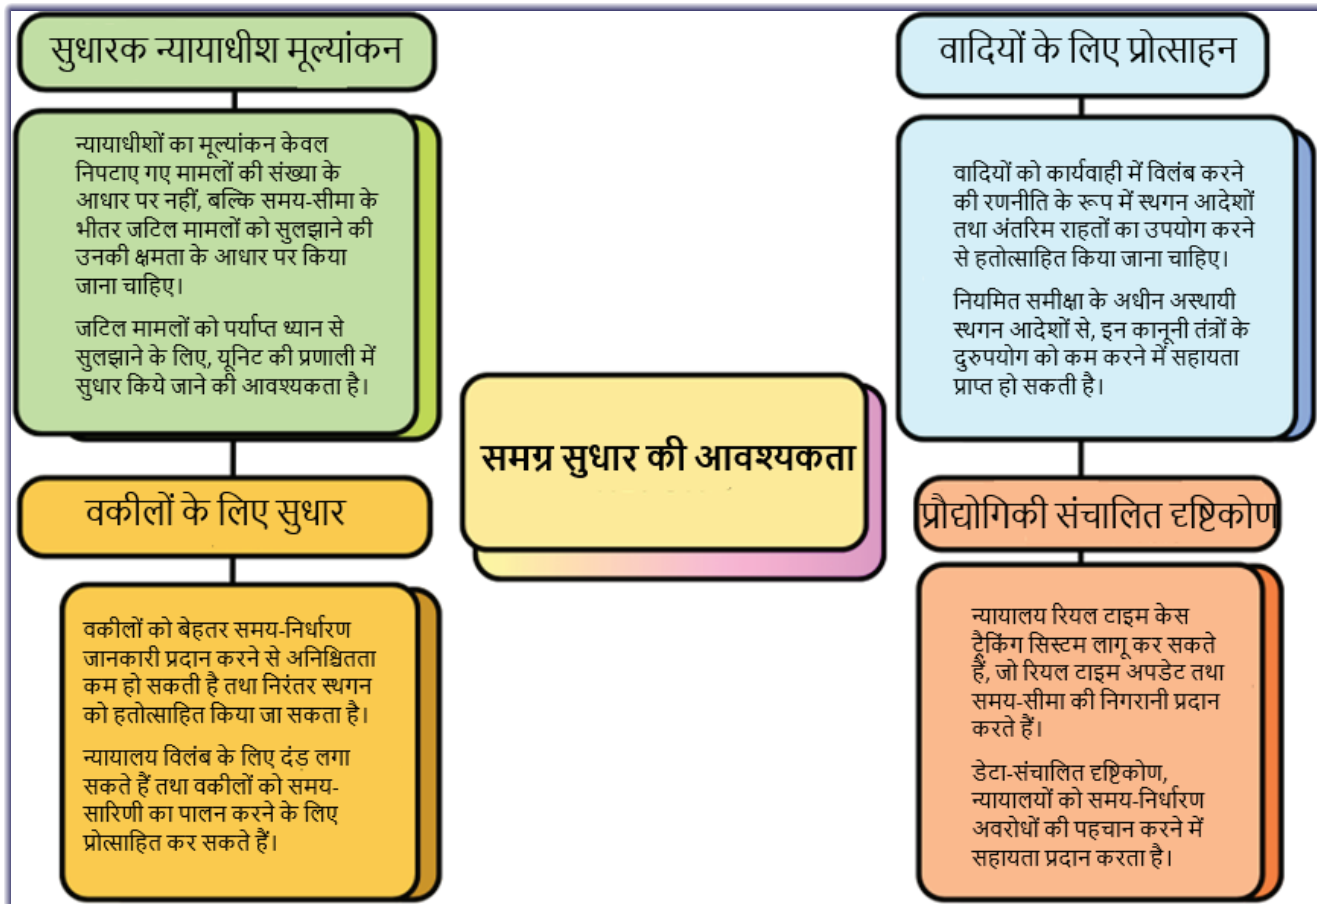 सुधारक न्यायाधीश मूल्यांकन
न्यायाधीशों का मूल्यांकन केवल
निपटाए गए मामलों की संख्या के
आधार पर नहीं, बल्कि समय-सीमा के
भीतर जटिल मामलों को सुलझाने की
उनकी क्षमता के आधार पर किया
जाना चाहिए।
जटिल मामलों को पर्याप्त ध्यान से
सुलझाने के लिए, यूनिट की प्रणाली में
सुधार किये जाने की आवश्यकता है।
वकीलों के लिए सुधार
वकीलों को बेहतर समय-निर्धारण
जानकारी प्रदान करने से अनिश्चितता
कम हो सकती है तथा निरंतर स्थगन
को हतोत्साहित किया जा सकता है।
न्यायालय विलंब के लिए दंड लगा
सकते हैं तथा वकीलों को समय-
सारिणी का पालन करने के लिए
प्रोत्साहित कर सकते हैं।
समग्र सुधार की आवश्यकता
वादियों के लिए प्रोत्साहन
वादियों को कार्यवाही में विलंब करने
की रणनीति के रूप में स्थगन आदेशों
तथा अंतरिम राहतों का उपयोग करने
से हतोत्साहित किया जाना चाहिए।
नियमित समीक्षा के अधीन अस्थायी
स्थगन आदेशों से, इन कानूनी तंत्रों के
दुरुपयोग को कम करने में सहायता
प्राप्त हो सकती है।
प्रौद्योगिकी संचालित दृष्टिकोण
न्यायालय रियल टाइम केस
ट्रैकिंग सिस्टम लागू कर सकते
हैं, जो रियल टाइम अपडेट तथा
समय-सीमा की निगरानी प्रदान
करते हैं।
डेटा-संचालित दृष्टिकोण,
न्यायालयों को समय-निर्धारण
अवरोधों की पहचान करने में
सहायता प्रदान करता है।